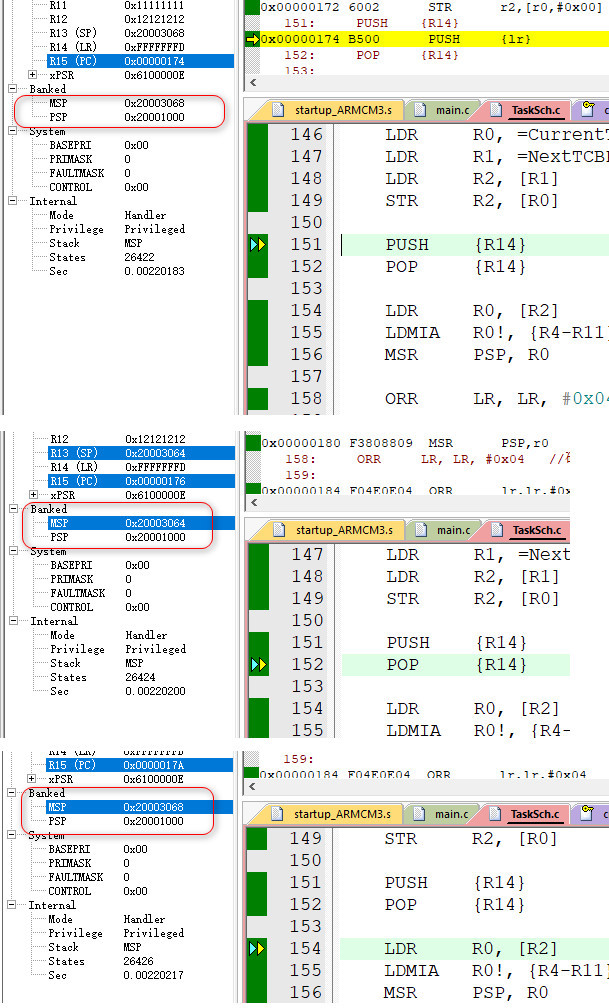 R11 0x11111111
R12 0x12121212
R13 (SP) 0x20003068
R14 (LR) 0xFFFFFFFD
R15 (PC) 0x00000174
xPSR 0x6100000E
Banked
MSP 0x20003068
PSP 0x20001000
System
BASEPRI 0x00
PRIMASK 0
FAULTMASK 0
CONTROL 0x00
Internal
Mode Handler
Privilege Privileged
Stack MSP
States 26422
Sec 0.00220183
0x00000172 6002 STR r2,[r0,#0x00]
151: PUSH {R14}
0x00000174 B500 PUSH {lr}
152: POP {R14}
153:
startup_ARMCM3.s main.c TaskSch.c
146 LDR R0, =Current
147 LDR R1, =NextTCB
148 LDR R2, [R1]
149 STR R2, [R0]
150
151 PUSH {R14}
152 POP {R14}
153
154 LDR R0, [R2]
155 LDMIA R0!, {R4-R11
156 MSR PSP, R0
157
158 ORR LR, LR, #0x04
R12 0x12121212
R13 (SP) 0x20003064
R14 (LR) 0xFFFFFFFD
R15 (PC) 0x00000176
xPSR 0x6100000E
Banked
MSP 0x20003064
PSP 0x20001000
System
BASEPRI 0x00
PRIMASK 0
FAULTMASK 0
CONTROL 0x00
Internal
Mode Handler
Privilege Privileged
Stack MSP
States 26424
Sec 0.00220200
0x00000180 F3808809 MSR PSP,r0
158: ORR LR, LR, #0x04 //
159:
0x00000184 F04E0E04 ORR lr,lr,#0x
startup_ARMCM3.s main.c TaskSch.c
147 LDR R1, =Next
148 LDR R2, [R1]
149 STR R2, [R0]
150
151 PUSH {R14}
152 POP {R14}
153
154 LDR R0, [R2]
155 LDMIA R0!, {R4-
R14 (LR) 0xFFFFFFFD
R15 (PC) 0x0000017A
xPSR 0x6100000E
Banked
MSP 0x20003068
PSP 0x20001000
System
BASEPRI 0x00
PRIMASK 0
FAULTMASK 0
CONTROL 0x00
Internal
Mode Handler
Privilege Privileged
Stack MSP
States 26426
Sec 0.00220217
159:
0x00000184 F04E0E04 ORR lr,lr,#0x04
startup_ARMCM3.s main.c TaskSch.c
149 STR R2, [R0]
150
151 PUSH {R14}
152 POP {R14}
153
154 LDR R0, [R2]
155 LDMIA R0!, {R4-R11]
156 MSR PSP, R0